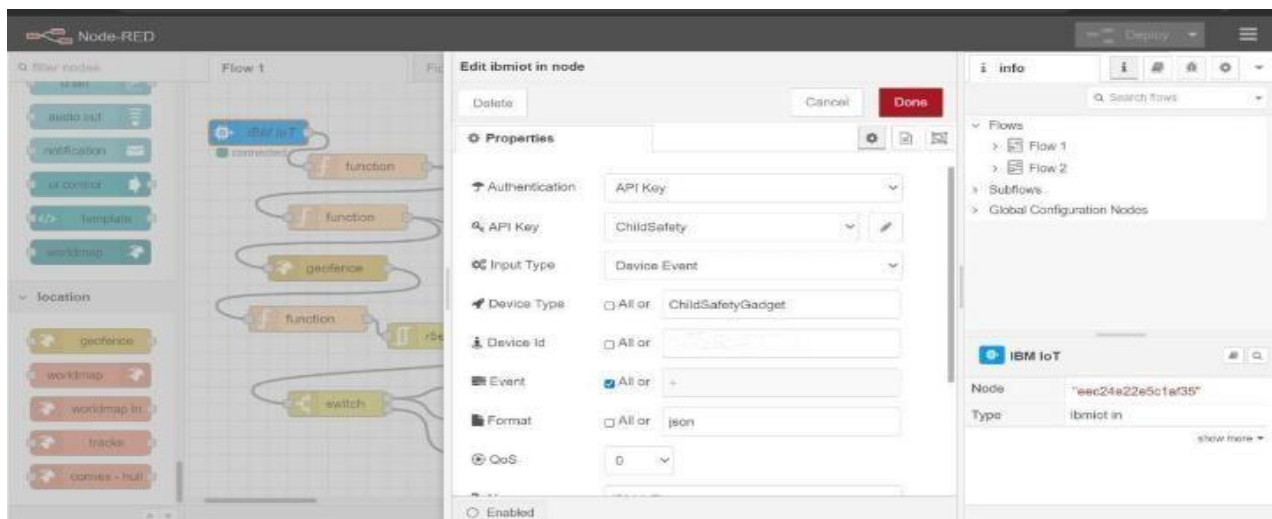 Node-RED
Deploy
filter nodes
audio out
notification
ui control
template
worldmap
location
geofence
worldmap
worldmap in
tracks
convex - hull
Flow 1
IBM IoT
connected
function
function
geofence
function
rbe
switch
Edit ibmiot in node
Delete
Cancel
Done
Properties
Authentication
API Key
API Key
ChildSafety
Input Type
Device Event
Device Type
All or
ChildSafetyGadget
Device Id
All or
Event
All or
+
Format
All or
json
QoS
0
Enabled
i info
Search flows
Flows
Flow 1
Flow 2
Subflows
Global Configuration Nodes
IBM IoT
Node
Type
ibmiot in
show more